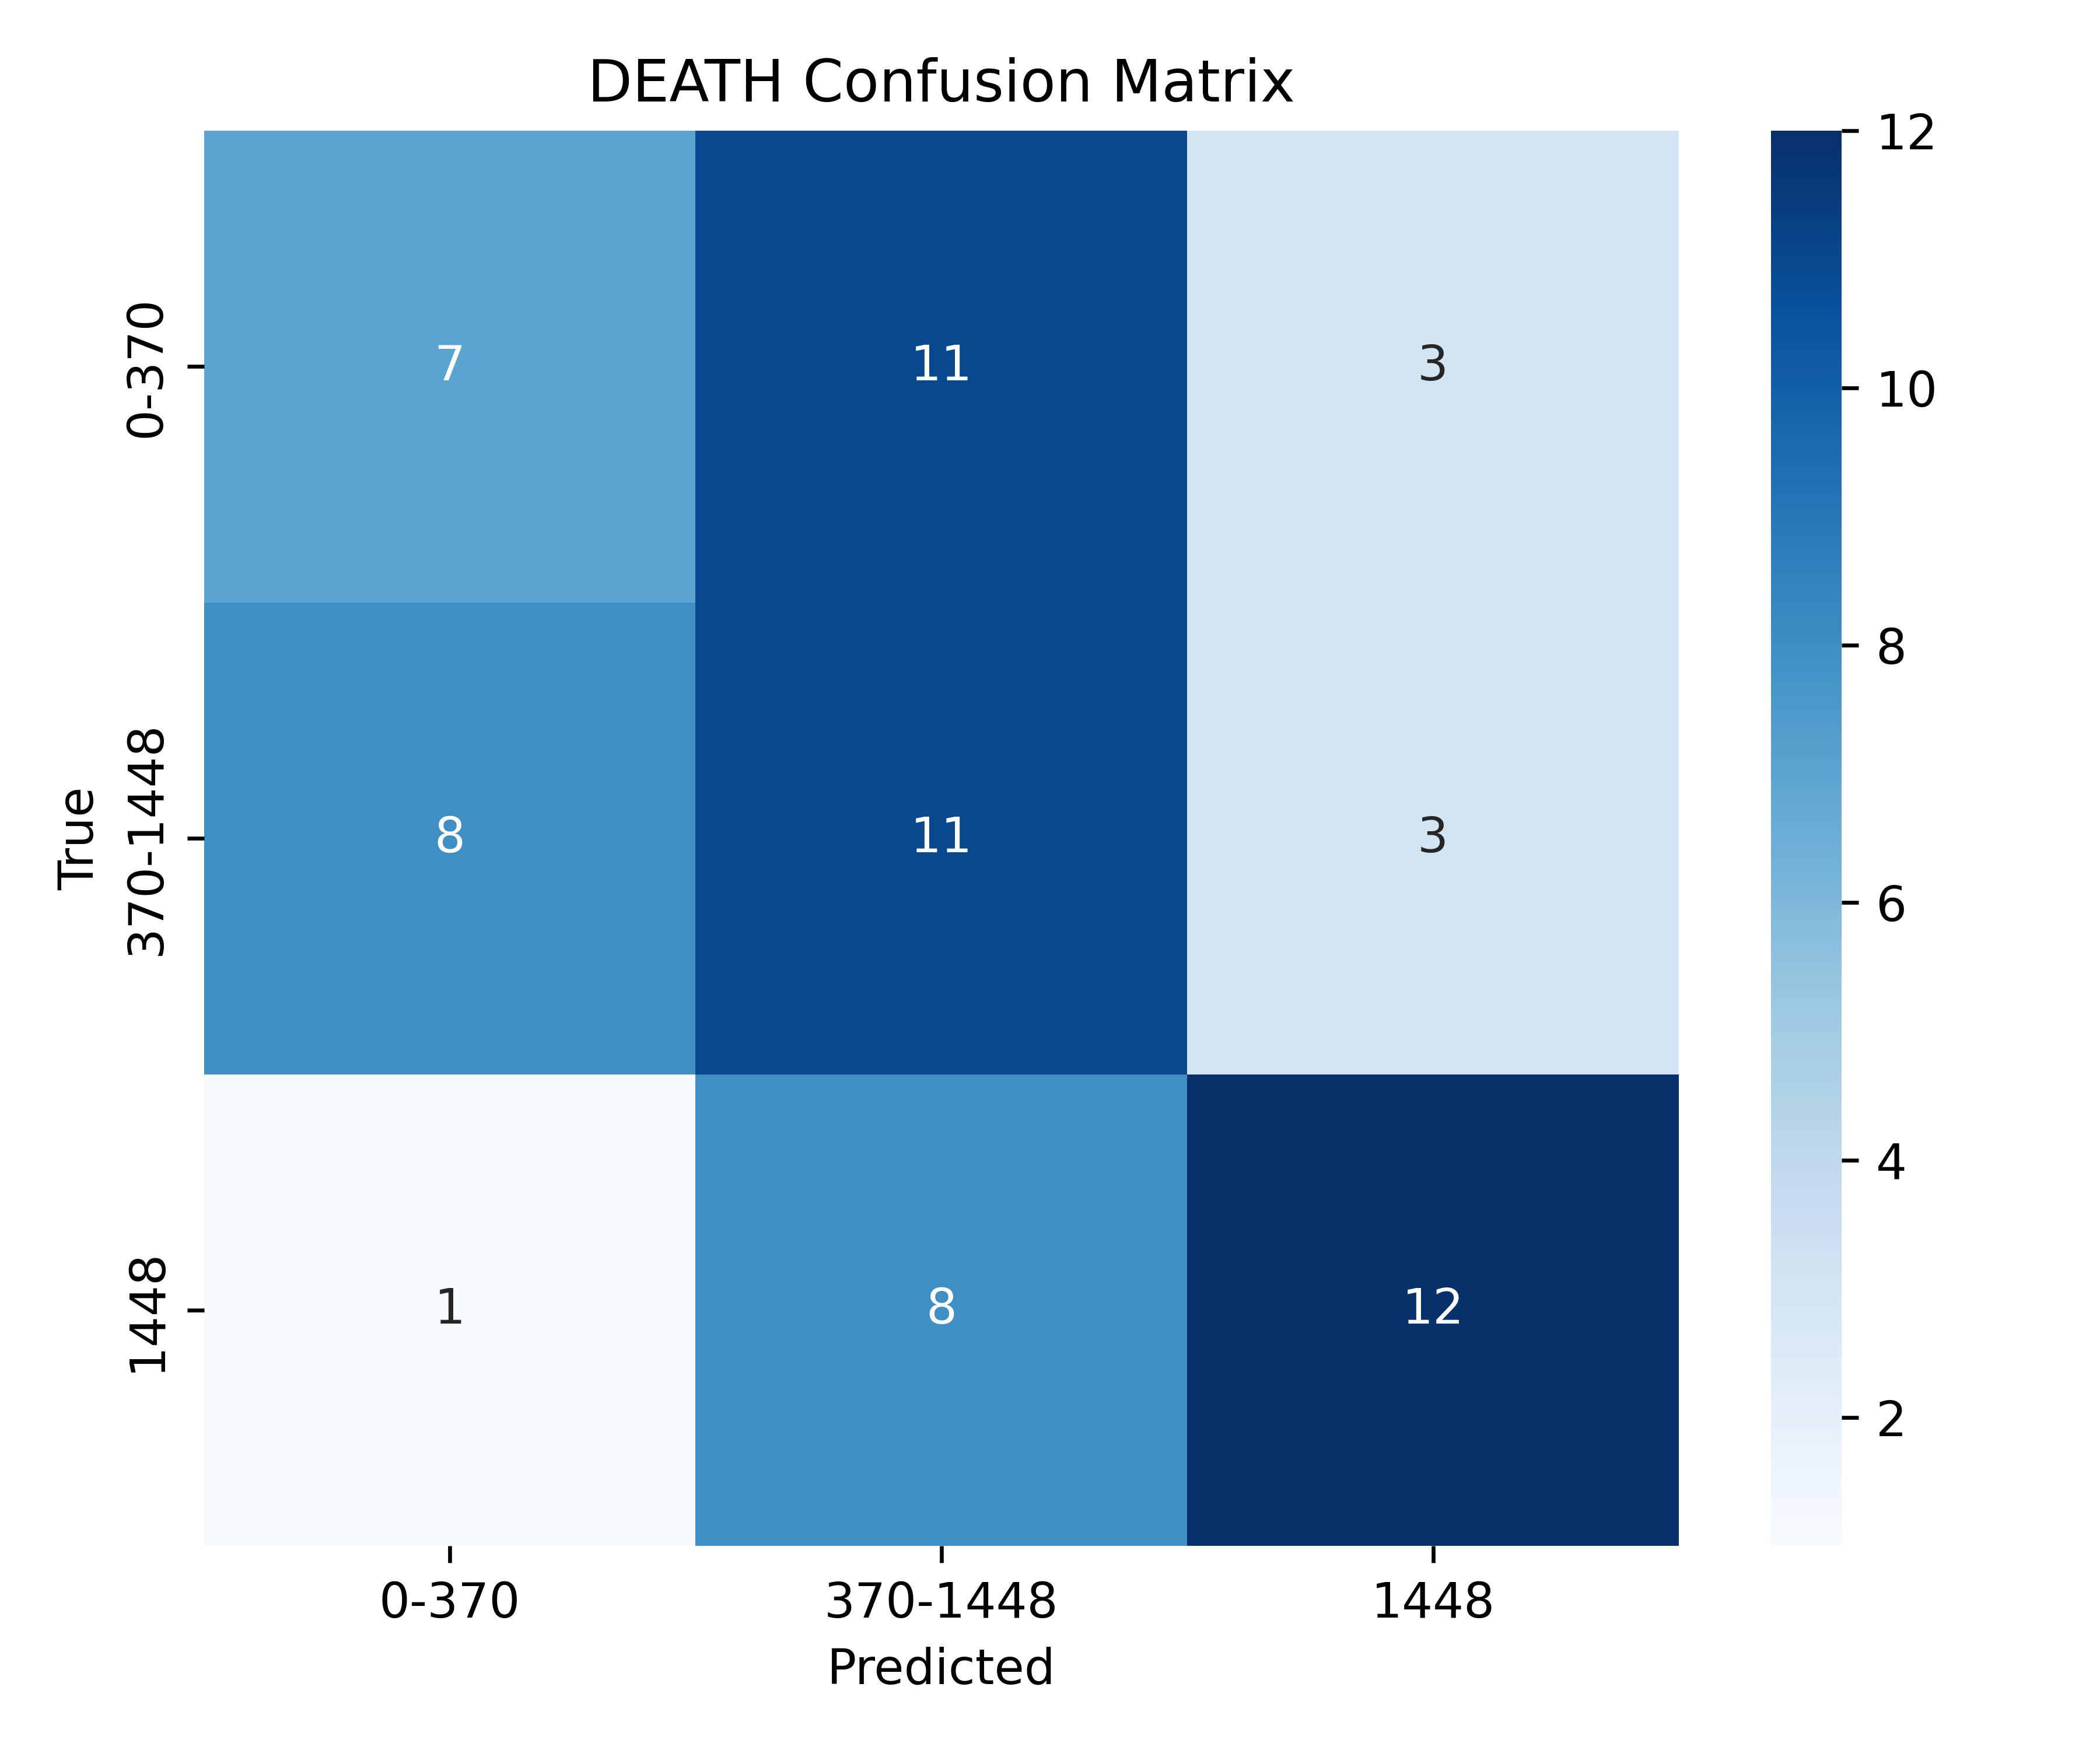 DEATH Confusion Matrix
12
10
8
6
4
2
True
0-370
370-1448
1448
7 11 3
8 11 3
1 8 12
0-370 370-1448 1448
Predicted